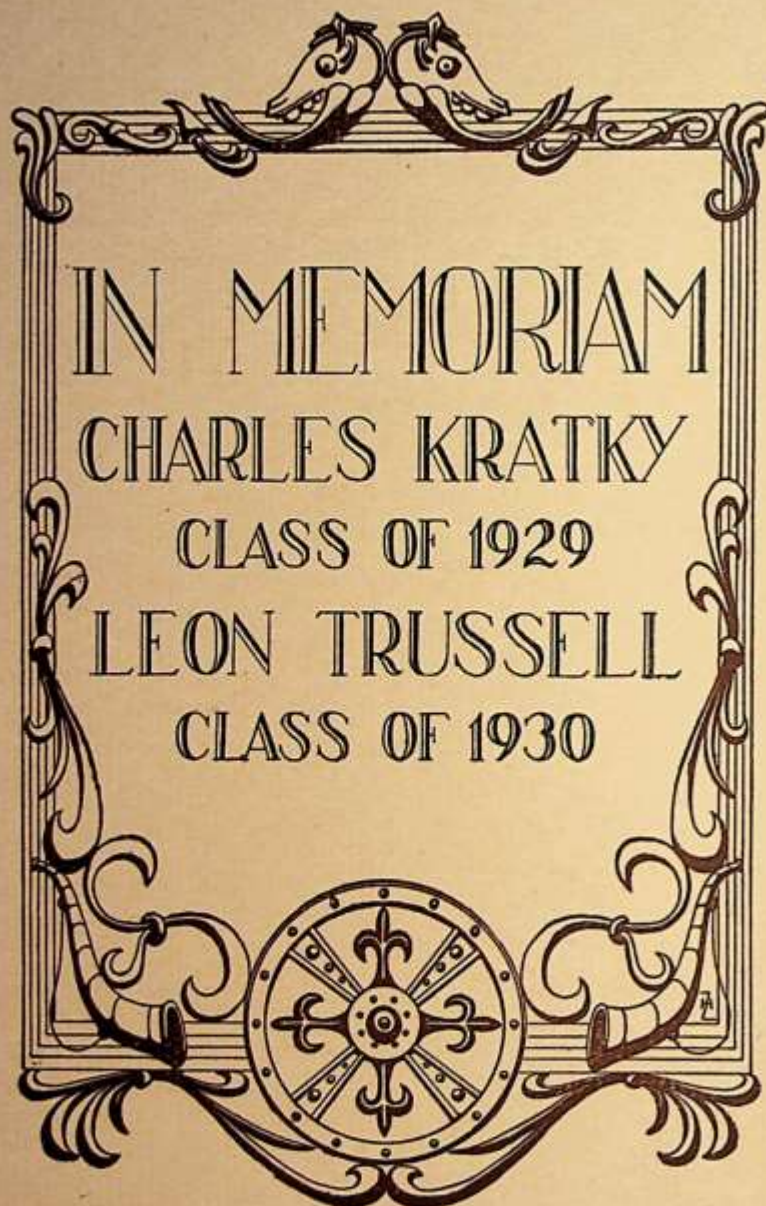 IN MEMORIAM
CHARLES KRATKY
CLASS OF 1929
LEON TRUSSELL
CLASS OF 1930